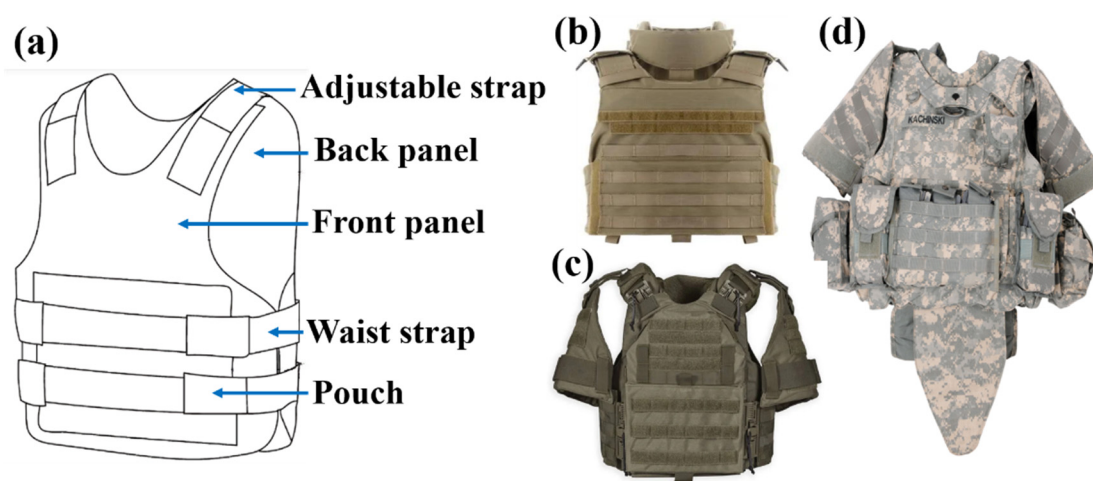 (a)
Adjustable strap
Back panel
Front panel
Waist strap
Pouch
(b)
(c)
(d)
KACHINSKI